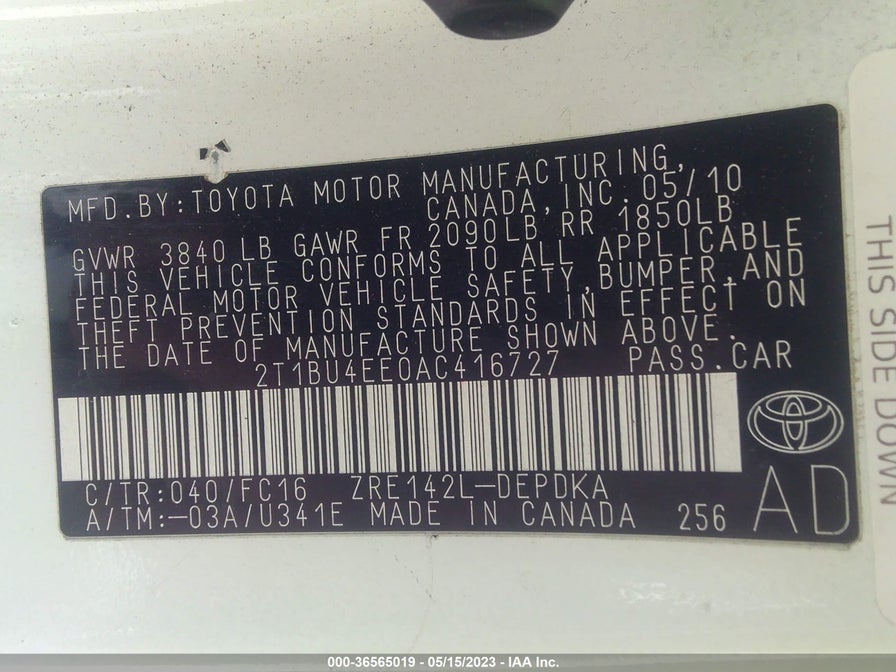 MFD.BY:TOYOTA MOTOR MANUFACTURING,
CANADA,INC. 05/10
GVWR 3840 LB GAWR FR 2090LB RR 1850LB
THIS VEHICLE CONFORMS TO ALL APPLICABLE
FEDERAL MOTOR VEHICLE SAFETY,BUMPER,AND
THEFT PREVENTION STANDARDS IN EFFECT ON
THE DATE OF MANUFACTURE SHOWN ABOVE.
2T1BU4EE0AC416727 PASS.CAR
C/TR:040/FC16 ZRE142L-DEPDKA
A/TM:-03A/U341E MADE IN CANADA 256
AD
THIS SIDE DOWN
000-36565019 - 05/15/2023 - IAA Inc.